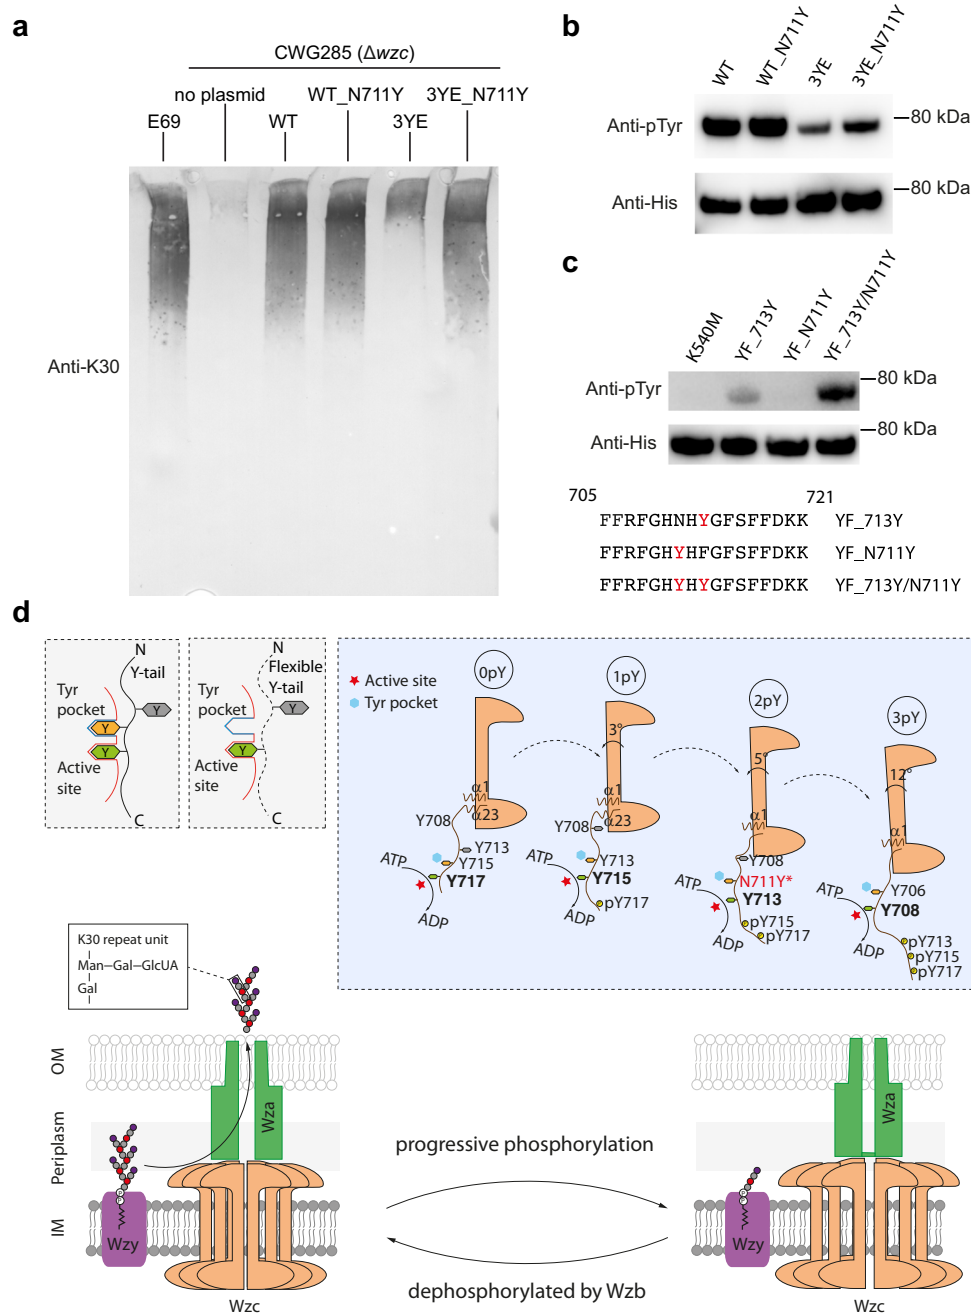 a
CWG285 (Δwzc)
no plasmid
WT_N711Y
3YE_N711Y
E69
WT
3YE
Anti-K30
b
WT
WT_N711Y
3YE
3YE_N711Y
Anti-pTyr
80 kDa
Anti-His
80 kDa
c
K540M
YF_713Y
YF_N711Y
YF_713Y/N711Y
Anti-pTyr
80 kDa
Anti-His
80 kDa
705
721
FFRFGHNHYGFSFFDKK YF_713Y
FFRFGHYHFGFSFFDKK YF_N711Y
FFRFGHYHYGFSFFDKK YF_713Y/N711Y
d
N
Y-tail
Tyr
pocket
Y
Y
Y
Active
site
C
N
Flexible
Y-tail
Tyr
pocket
Y
Y
Active
site
C
Active site
Tyr pocket
0pY
α1
α23
Y708
Y713
Y715
Y717
ATP
ADP
1pY
3°
α1
α23
Y708
Y713
Y715
pY717
ATP
ADP
2pY
5°
α1
Y708
N711Y*
Y713
pY715
pY717
ATP
ADP
3pY
12°
α1
Y706
Y708
pY713
pY715
pY717
ATP
ADP
K30 repeat unit
Man–Gal–GlcUA
Gal
OM
Periplasm
IM
Wza
P
P
Wzy
Wzc
progressive phosphorylation
dephosphorylated by Wzb
Wza
P
P
Wzy
Wzc